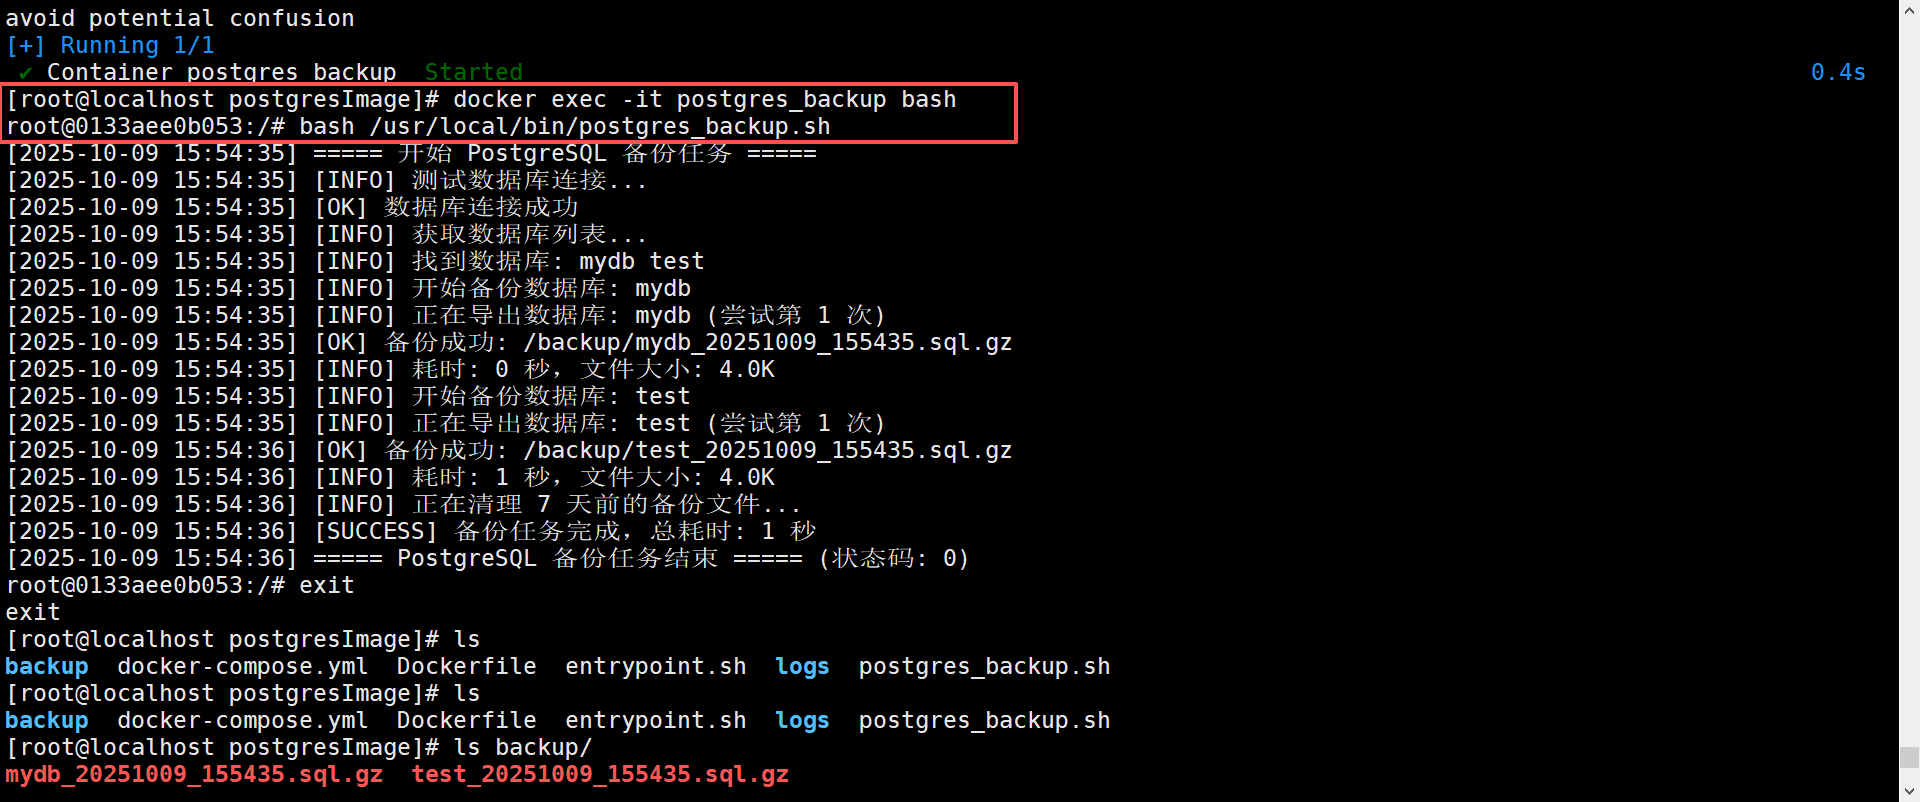 avoid potential confusion
[+] Running 1/1
✔ Container postgres_backup  Started 0.4s
[root@localhost postgresImage]# docker exec -it postgres_backup bash
root@0133aee0b053:/# bash /usr/local/bin/postgres_backup.sh
[2025-10-09 15:54:35] ===== 开始 PostgreSQL 备份任务 =====
[2025-10-09 15:54:35] [INFO] 测试数据库连接...
[2025-10-09 15:54:35] [OK] 数据库连接成功
[2025-10-09 15:54:35] [INFO] 获取数据库列表...
[2025-10-09 15:54:35] [INFO] 找到数据库: mydb test
[2025-10-09 15:54:35] [INFO] 开始备份数据库: mydb
[2025-10-09 15:54:35] [INFO] 正在导出数据库: mydb (尝试第 1 次)
[2025-10-09 15:54:35] [OK] 备份成功: /backup/mydb_20251009_155435.sql.gz
[2025-10-09 15:54:35] [INFO] 耗时: 0 秒，文件大小: 4.0K
[2025-10-09 15:54:35] [INFO] 开始备份数据库: test
[2025-10-09 15:54:35] [INFO] 正在导出数据库: test (尝试第 1 次)
[2025-10-09 15:54:36] [OK] 备份成功: /backup/test_20251009_155435.sql.gz
[2025-10-09 15:54:36] [INFO] 耗时: 1 秒，文件大小: 4.0K
[2025-10-09 15:54:36] [INFO] 正在清理 7 天前的备份文件...
[2025-10-09 15:54:36] [SUCCESS] 备份任务完成，总耗时: 1 秒
[2025-10-09 15:54:36] ===== PostgreSQL 备份任务结束 ===== (状态码: 0)
root@0133aee0b053:/# exit
exit
[root@localhost postgresImage]# ls
backup  docker-compose.yml  Dockerfile  entrypoint.sh  logs  postgres_backup.sh
[root@localhost postgresImage]# ls
backup  docker-compose.yml  Dockerfile  entrypoint.sh  logs  postgres_backup.sh
[root@localhost postgresImage]# ls backup/
mydb_20251009_155435.sql.gz  test_20251009_155435.sql.gz